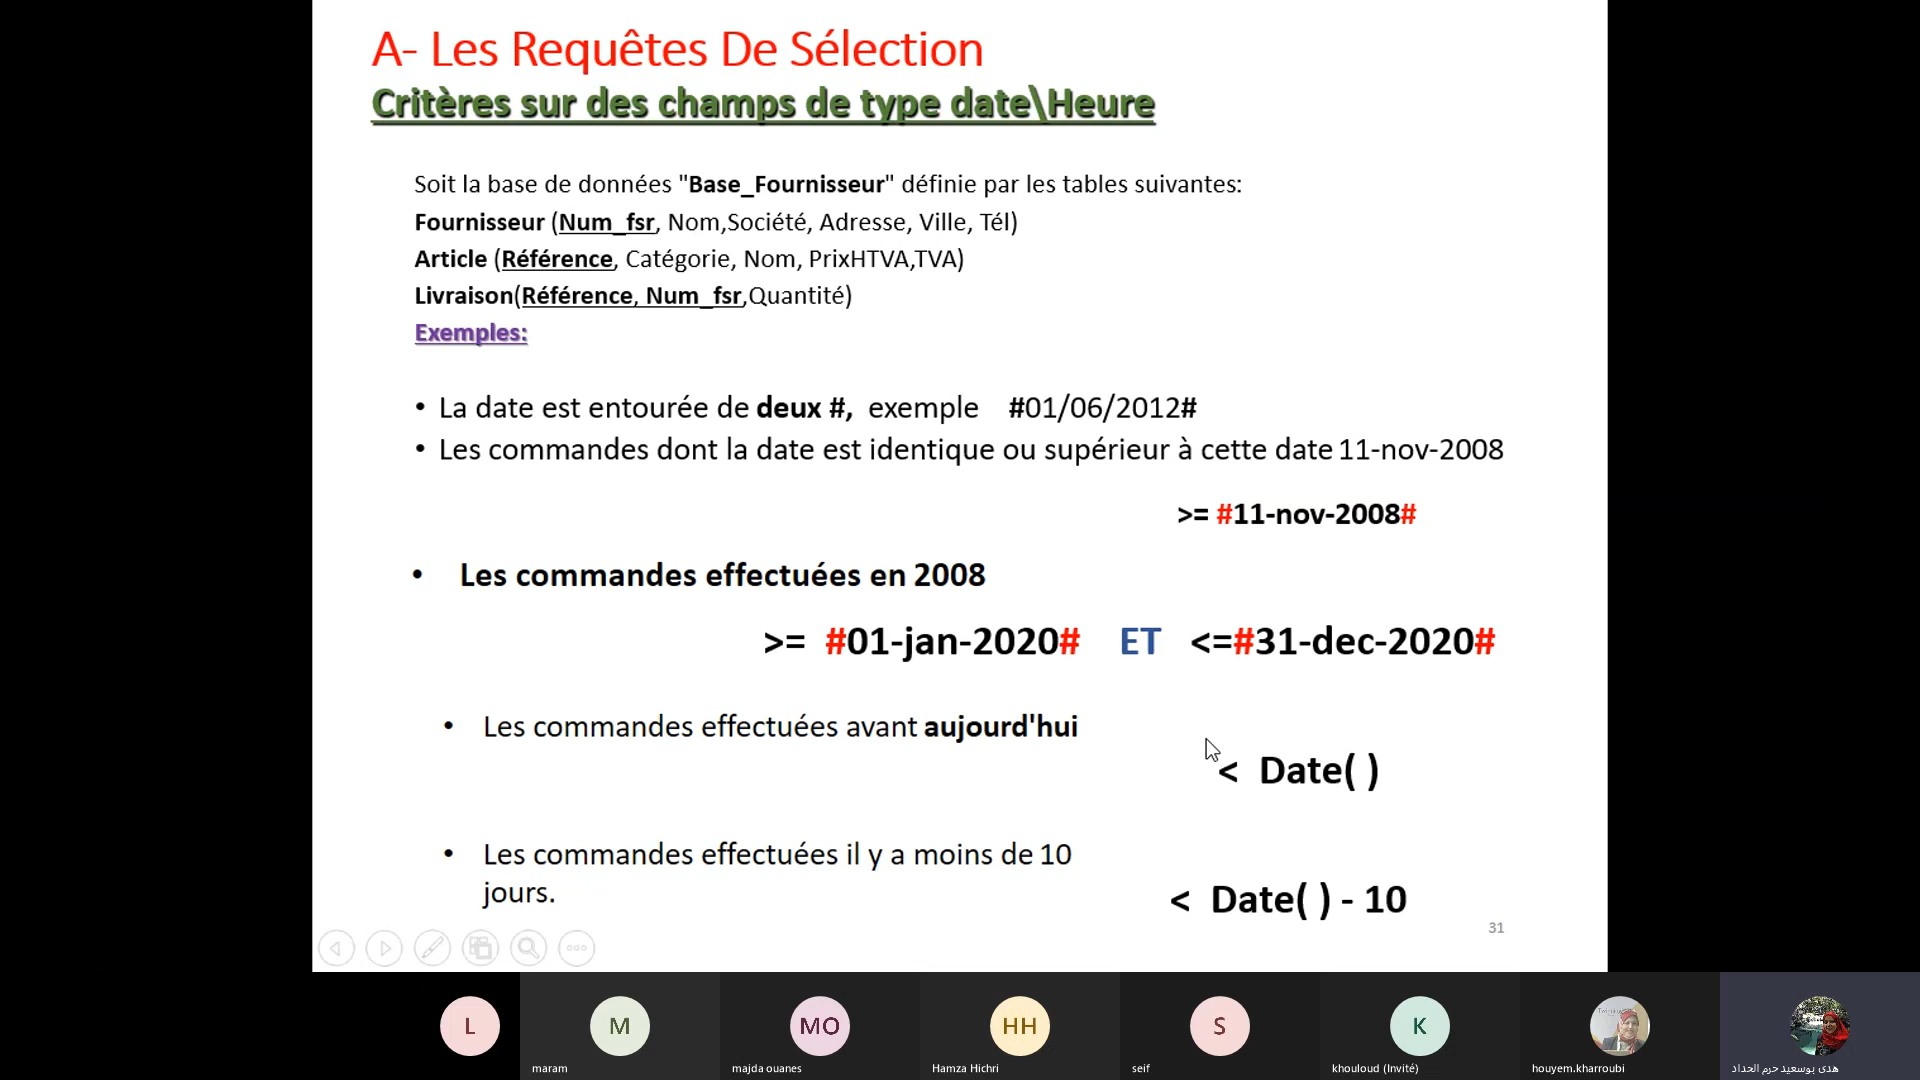 A- Les Requêtes De Sélection
Critères sur des champs de type date\Heure
Soit la base de données "Base_Fournisseur" définie par les tables suivantes:
Fournisseur (Num_fsr, Nom,Société, Adresse, Ville, Tél)
Article (Référence, Catégorie, Nom, PrixHTVA,TVA)
Livraison(Référence, Num_fsr,Quantité)
Exemples:
• La date est entourée de deux #, exemple #01/06/2012#
• Les commandes dont la date est identique ou supérieur à cette date 11-nov-2008
>= #11-nov-2008#
• Les commandes effectuées en 2008
>= #01-jan-2020# ET <=#31-dec-2020#
• Les commandes effectuées avant aujourd'hui
< Date( )
• Les commandes effectuées il y a moins de 10
jours.
< Date( ) - 10
31
L M MO HH S K
maram majda ouanes Hamza Hichri seif khouloud (Invité) houyem.kharroubi هدى بوسعيد حرم الحداد